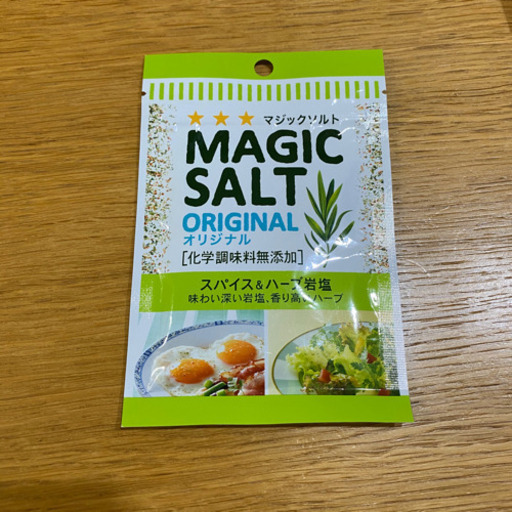 ★★★ マジックソルト
MAGIC
SALT
ORIGINAL
オリジナル
[化学調味料無添加]
スパイス&ハーブ岩塩
味わい深い岩塩、香り高いハーブ